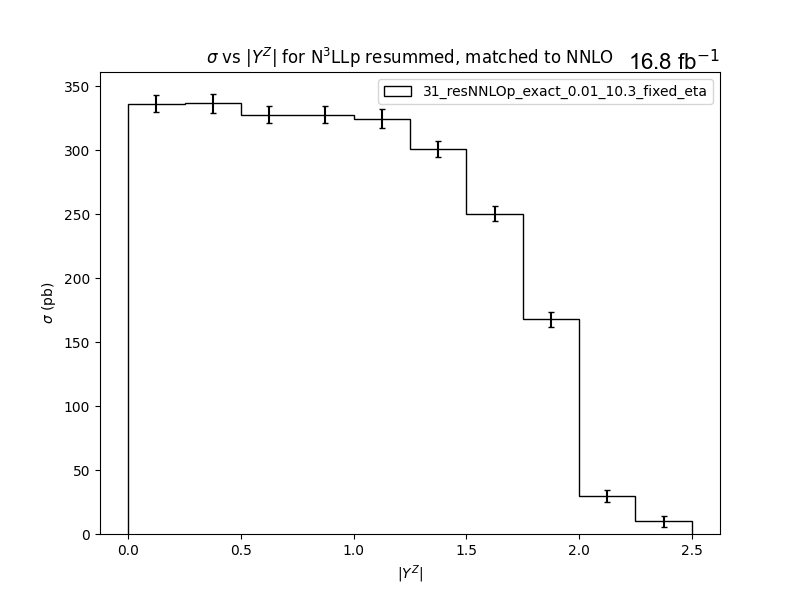 σ vs |Y^Z| for N³LLp resummed, matched to NNLO 16.8 fb⁻¹
31_resNNLOp_exact_0.01_10.3_fixed_eta
350
300
250
200
150
100
50
0
σ (pb)
0.0 0.5 1.0 1.5 2.0 2.5
|Y^Z|